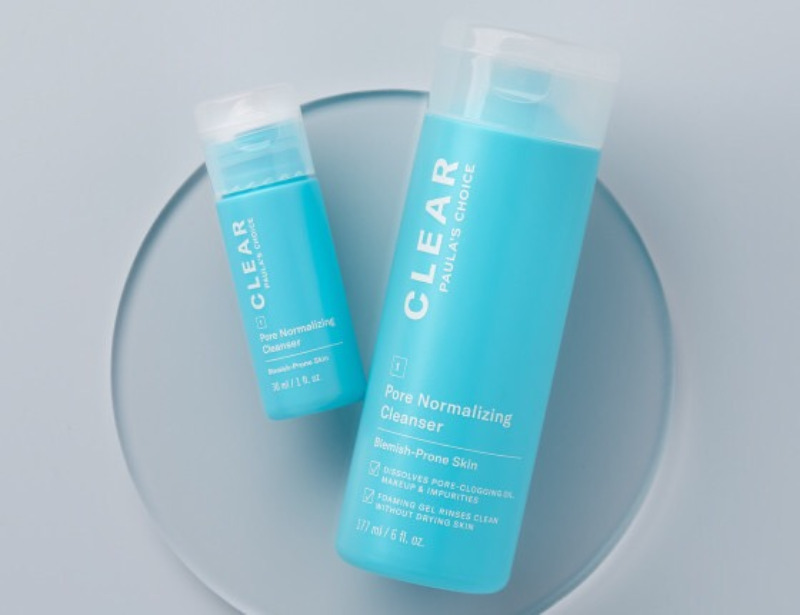 CLEAR
PAULA'S CHOICE
1
Pore Normalizing
Cleanser
Blemish-Prone Skin
30 ml / 1 fl. oz.
CLEAR
PAULA'S CHOICE
1
Pore Normalizing
Cleanser
Blemish-Prone Skin
DISSOLVES PORE-CLOGGING OIL,
MAKEUP & IMPURITIES
FOAMING GEL RINSES CLEAN
WITHOUT DRYING SKIN
177 ml / 6 fl. oz.